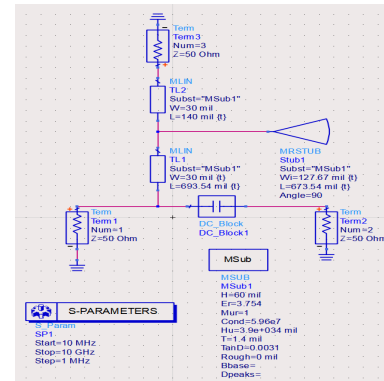 Term
Term3
Num=3
Z=50 Ohm
MLIN
TL2
Subst="MSub1"
W=30 mil
L=140 mil {t}
MLIN
TL1
Subst="MSub1"
W=30 mil {t}
L=693.54 mil {t}
MRSTUB
Stub1
Subst="MSub1"
Wi=127.67 mil {t}
L=673.54 mil {t}
Angle=90
Term
Term1
Num=1
Z=50 Ohm
DC_Block
DC_Block1
Term
Term2
Num=2
Z=50 Ohm
MSub
MSUB
MSub1
H=60 mil
Er=3.754
Mur=1
Cond=5.96e7
Hu=3.9e+034 mil
T=1.4 mil
TanD=0.0031
Rough=0 mil
Bbase=
Dpeaks=
S-PARAMETERS
S_Param
SP1
Start=10 MHz
Stop=10 GHz
Step=1 MHz